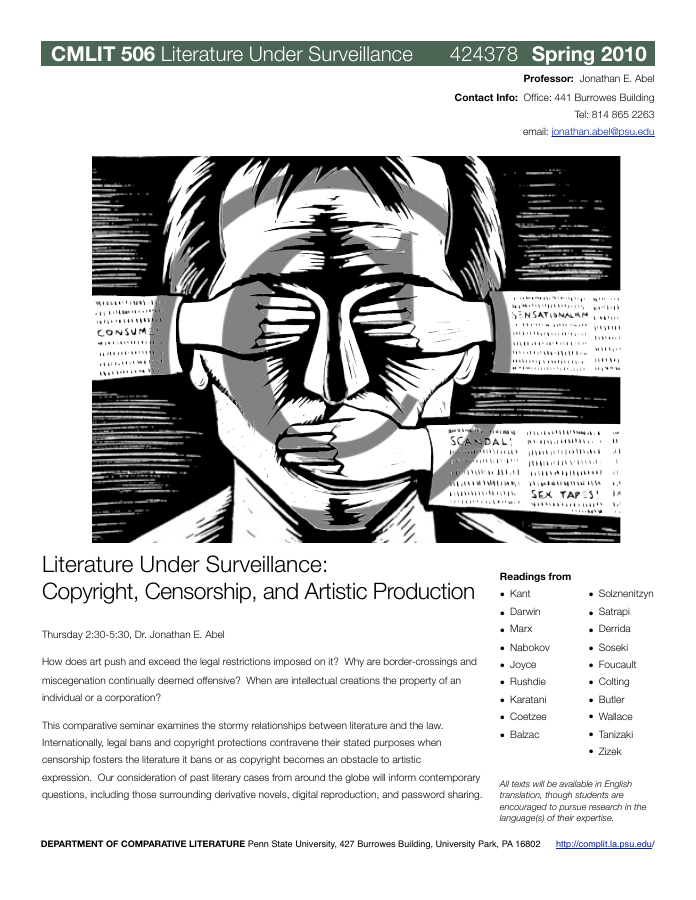 CMLIT 506 Literature Under Surveillance 424378 Spring 2010
Professor: Jonathan E. Abel
Contact Info: Office: 441 Burrowes Building
Tel: 814 865 2263
email: jonathan.abel@psu.edu
CONSUME
SENSATIONALISM
SCANDAL!
SEX TAPES!
Literature Under Surveillance:
Copyright, Censorship, and Artistic Production
Thursday 2:30-5:30, Dr. Jonathan E. Abel
How does art push and exceed the legal restrictions imposed on it? Why are border-crossings and
miscegenation continually deemed offensive? When are intellectual creations the property of an
individual or a corporation?
This comparative seminar examines the stormy relationships between literature and the law.
Internationally, legal bans and copyright protections contravene their stated purposes when
censorship fosters the literature it bans or as copyright becomes an obstacle to artistic
expression. Our consideration of past literary cases from around the globe will inform contemporary
questions, including those surrounding derivative novels, digital reproduction, and password sharing.
Readings from
• Kant
• Darwin
• Marx
• Nabokov
• Joyce
• Rushdie
• Karatani
• Coetzee
• Balzac
• Solznenitzyn
• Satrapi
• Derrida
• Soseki
• Foucault
• Colting
• Butler
• Wallace
• Tanizaki
• Zizek
All texts will be available in English
translation, though students are
encouraged to pursue research in the
language(s) of their expertise.
DEPARTMENT OF COMPARATIVE LITERATURE Penn State University, 427 Burrowes Building, University Park, PA 16802 http://complit.la.psu.edu/